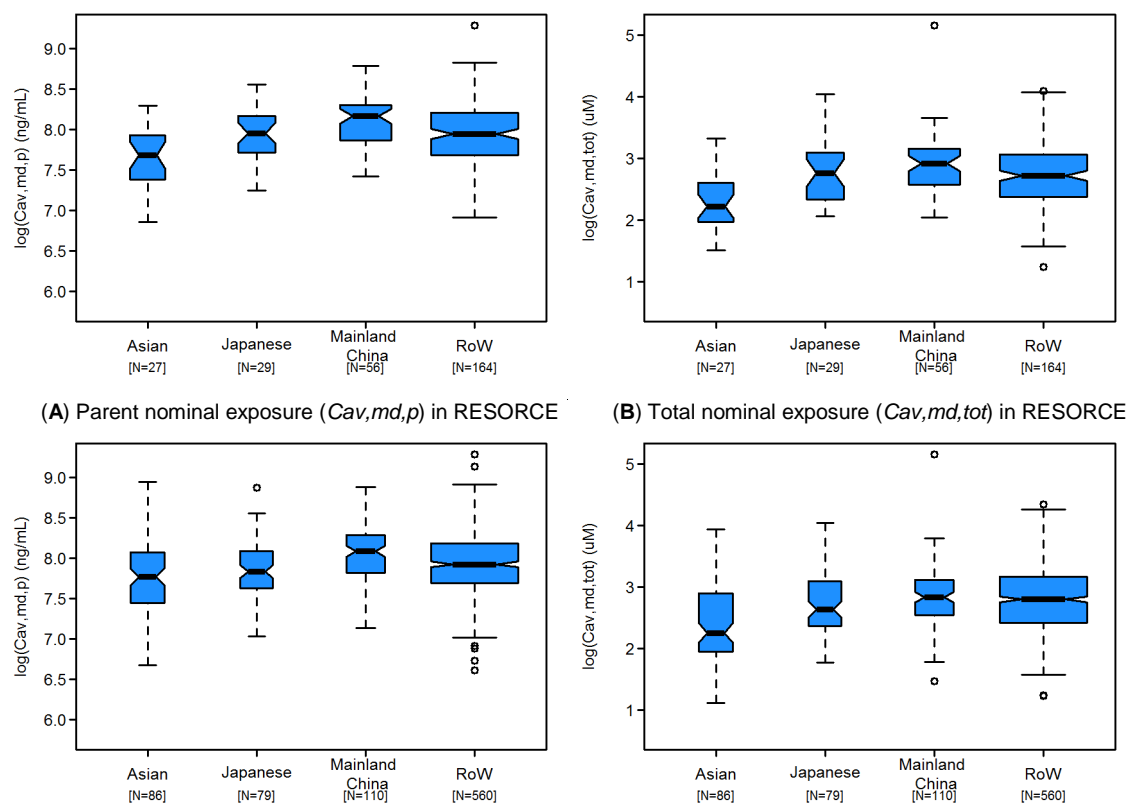 log(Cav,md,p) (ng/mL)
9.0
8.5
8.0
7.5
7.0
6.5
6.0
Asian
[N=27]
Japanese
[N=29]
Mainland
China
[N=56]
RoW
[N=164]
log(Cav,md,tot) (uM)
5
4
3
2
1
Asian
[N=27]
Japanese
[N=29]
Mainland
China
[N=56]
RoW
[N=164]
(A) Parent nominal exposure (Cav,md,p) in RESORCE
(B) Total nominal exposure (Cav,md,tot) in RESORCE
log(Cav,md,p) (ng/mL)
9.0
8.5
8.0
7.5
7.0
6.5
6.0
Asian
[N=86]
Japanese
[N=79]
Mainland
China
[N=110]
RoW
[N=560]
log(Cav,md,tot) (uM)
5
4
3
2
1
Asian
[N=86]
Japanese
[N=79]
Mainland
China
[N=110]
RoW
[N=560]